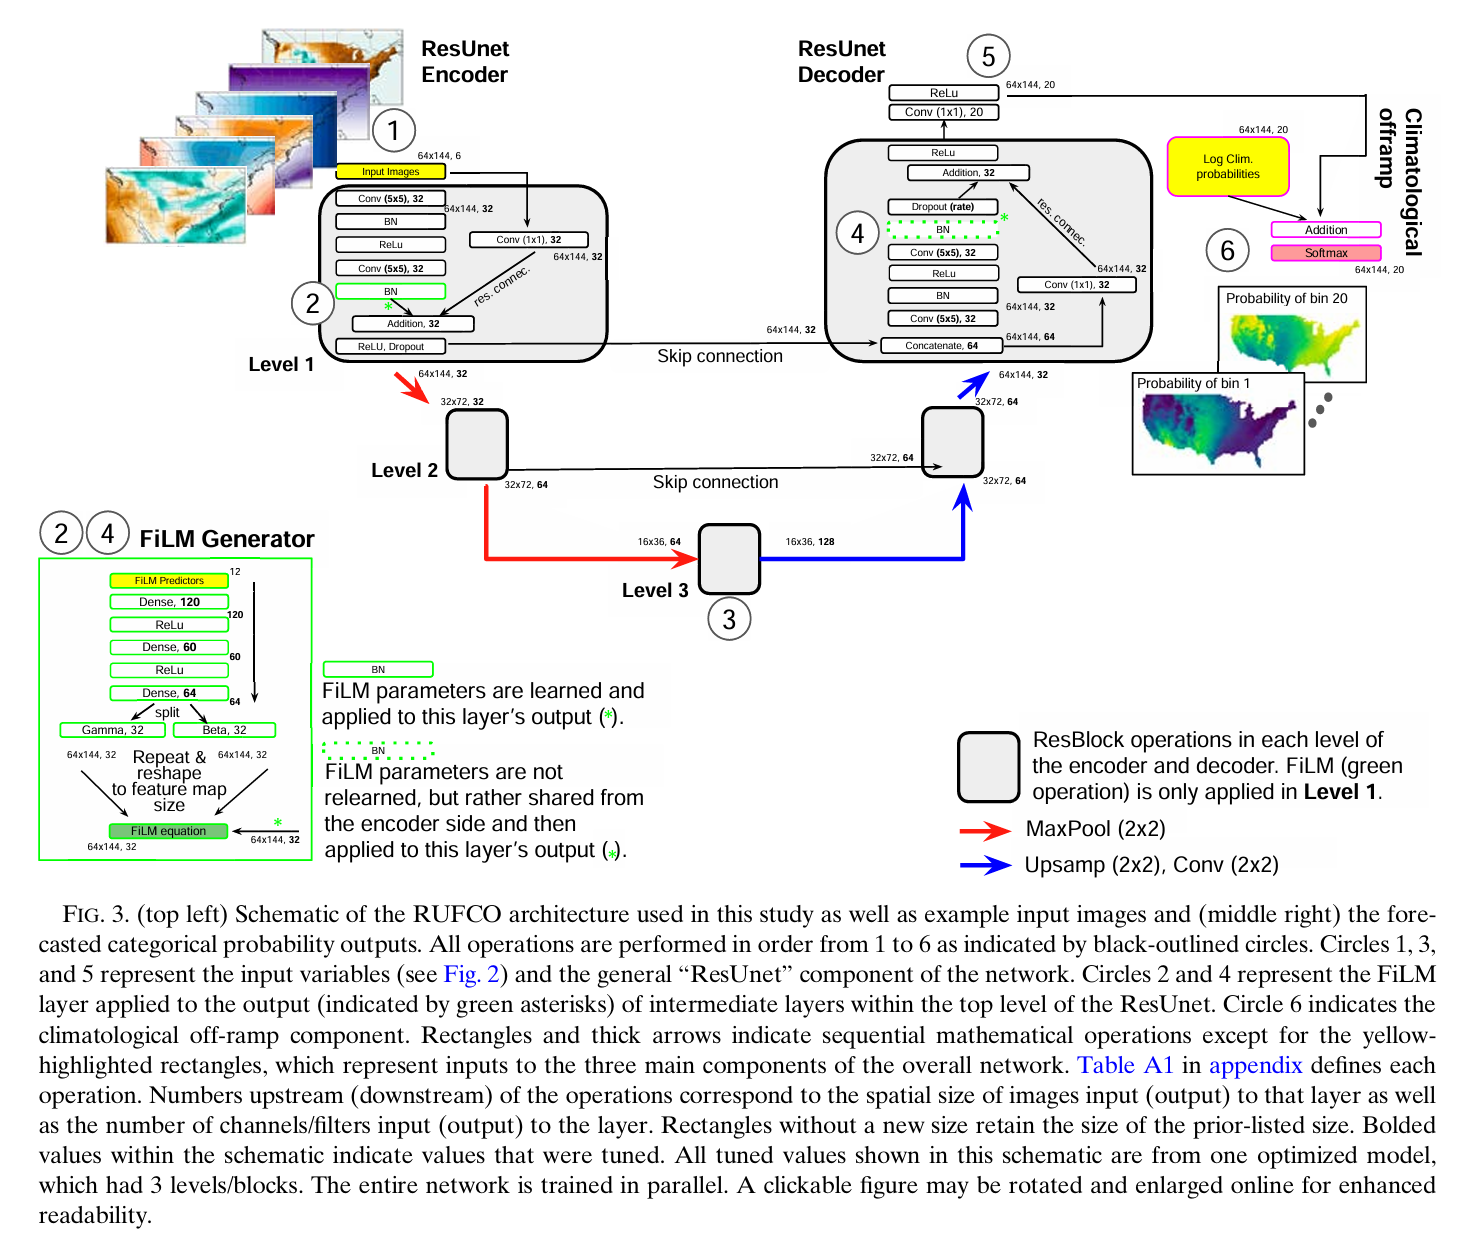 ResUnet
Encoder
1
64x144, 6
Input Images
Conv (5x5), 32
64x144, 32
BN
ReLu
Conv (1x1), 32
64x144, 32
Conv (5x5), 32
BN
*
res. connec.
2
Addition, 32
ReLU, Dropout
Level 1
64x144, 32
Skip connection
64x144, 32
ResUnet
Decoder
5
ReLu
64x144, 20
Conv (1x1), 20
ReLu
Addition, 32
Dropout (rate)
*
BN
4
res. connec.
Conv (5x5), 32
ReLu
64x144, 32
Conv (1x1), 32
BN
64x144, 32
Conv (5x5), 32
64x144, 64
Concatenate, 64
64x144, 32
Climatological
offramp
64x144, 20
Log Clim.
probabilities
Addition
6
Softmax
64x144, 20
Probability of bin 20
Probability of bin 1
32x72, 32
Level 2
32x72, 64
Skip connection
32x72, 64
32x72, 64
32x72, 64
16x36, 64
16x36, 128
Level 3
3
2 4 FiLM Generator
FiLM Predictors
12
Dense, 120
120
ReLu
Dense, 60
60
ReLu
Dense, 64
64
split
Gamma, 32
Beta, 32
64x144, 32
64x144, 32
Repeat &
reshape
to feature map
size
*
FiLM equation
64x144, 32
64x144, 32
BN
FiLM parameters are learned and
applied to this layer's output (*).
BN
FiLM parameters are not
relearned, but rather shared from
the encoder side and then
applied to this layer's output (*).
ResBlock operations in each level of
the encoder and decoder. FiLM (green
operation) is only applied in Level 1.
MaxPool (2x2)
Upsamp (2x2), Conv (2x2)
FIG. 3. (top left) Schematic of the RUFCO architecture used in this study as well as example input images and (middle right) the fore-
casted categorical probability outputs. All operations are performed in order from 1 to 6 as indicated by black-outlined circles. Circles 1, 3,
and 5 represent the input variables (see Fig. 2) and the general “ResUnet” component of the network. Circles 2 and 4 represent the FiLM
layer applied to the output (indicated by green asterisks) of intermediate layers within the top level of the ResUnet. Circle 6 indicates the
climatological off-ramp component. Rectangles and thick arrows indicate sequential mathematical operations except for the yellow-
highlighted rectangles, which represent inputs to the three main components of the overall network. Table A1 in appendix defines each
operation. Numbers upstream (downstream) of the operations correspond to the spatial size of images input (output) to that layer as well
as the number of channels/filters input (output) to the layer. Rectangles without a new size retain the size of the prior-listed size. Bolded
values within the schematic indicate values that were tuned. All tuned values shown in this schematic are from one optimized model,
which had 3 levels/blocks. The entire network is trained in parallel. A clickable figure may be rotated and enlarged online for enhanced
readability.